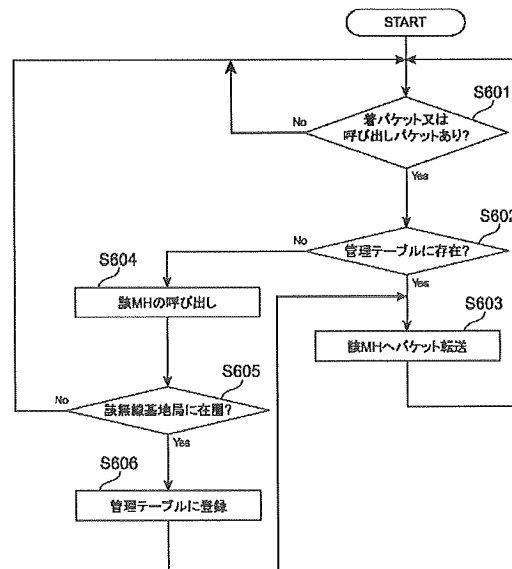 START
S601
着パケット又は
呼び出しパケットあり?
No
Yes
S602
管理テーブルに存在?
No
Yes
S604
該MHの呼び出し
S603
該MHへパケット転送
S605
該無線基地局に在圏?
No
Yes
S606
管理テーブルに登録